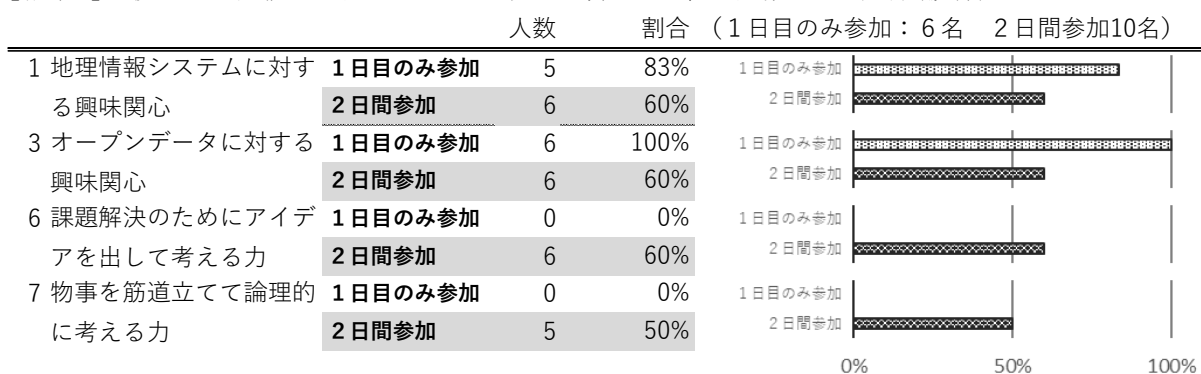 人数 割合 （１日目のみ参加：６名　２日間参加10名）
1 地理情報システムに対す １日目のみ参加 5 83% １日目のみ参加
る興味関心 ２日間参加 6 60% ２日間参加
3 オープンデータに対する １日目のみ参加 6 100% １日目のみ参加
興味関心 ２日間参加 6 60% ２日間参加
6 課題解決のためにアイデ １日目のみ参加 0 0% １日目のみ参加
アを出して考える力 ２日間参加 6 60% ２日間参加
7 物事を筋道立てて論理的 １日目のみ参加 0 0% １日目のみ参加
に考える力 ２日間参加 5 50% ２日間参加
0% 50% 100%